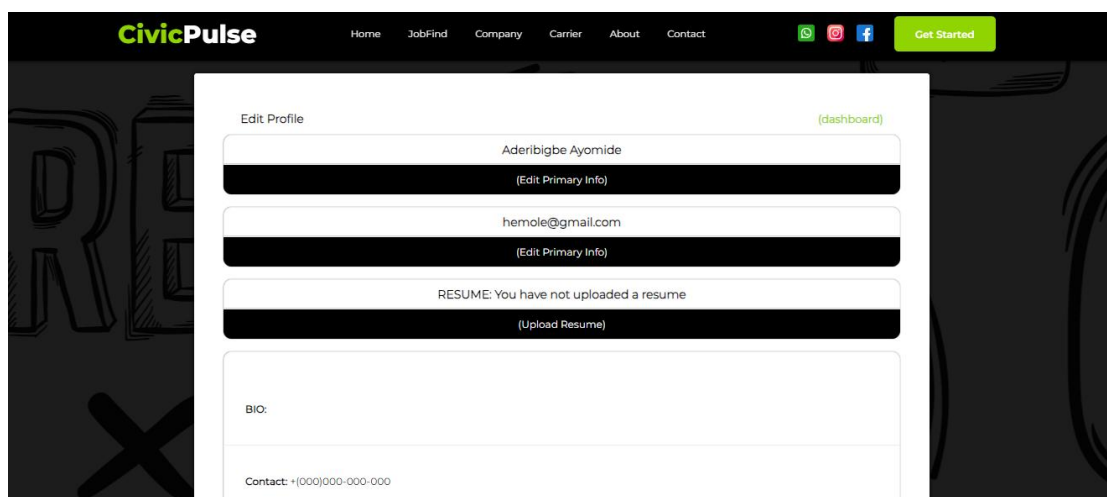 CivicPulse Home JobFind Company Carrier About Contact Get Started
Edit Profile (dashboard)
Aderibigbe Ayomide
(Edit Primary Info)
hemole@gmail.com
(Edit Primary Info)
RESUME: You have not uploaded a resume
(Upload Resume)
BIO:
Contact: +(000)000-000-000